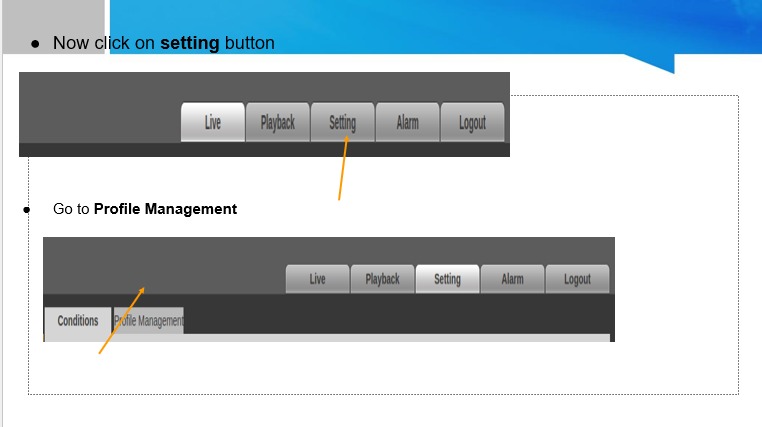 ● Now click on setting button
Live Playback Setting Alarm Logout
● Go to Profile Management
Live Playback Setting Alarm Logout
Conditions Profile Management